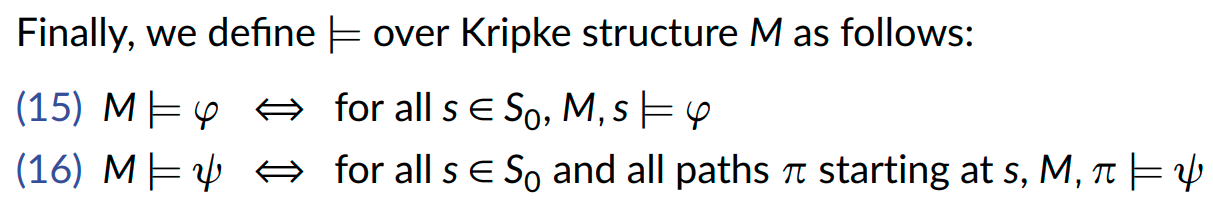 Finally, we define ⊨ over Kripke structure M as follows:
(15) M ⊨ φ ⟺ for all s ∈ S₀, M, s ⊨ φ
(16) M ⊨ ψ ⟺ for all s ∈ S₀ and all paths π starting at s, M, π ⊨ ψ